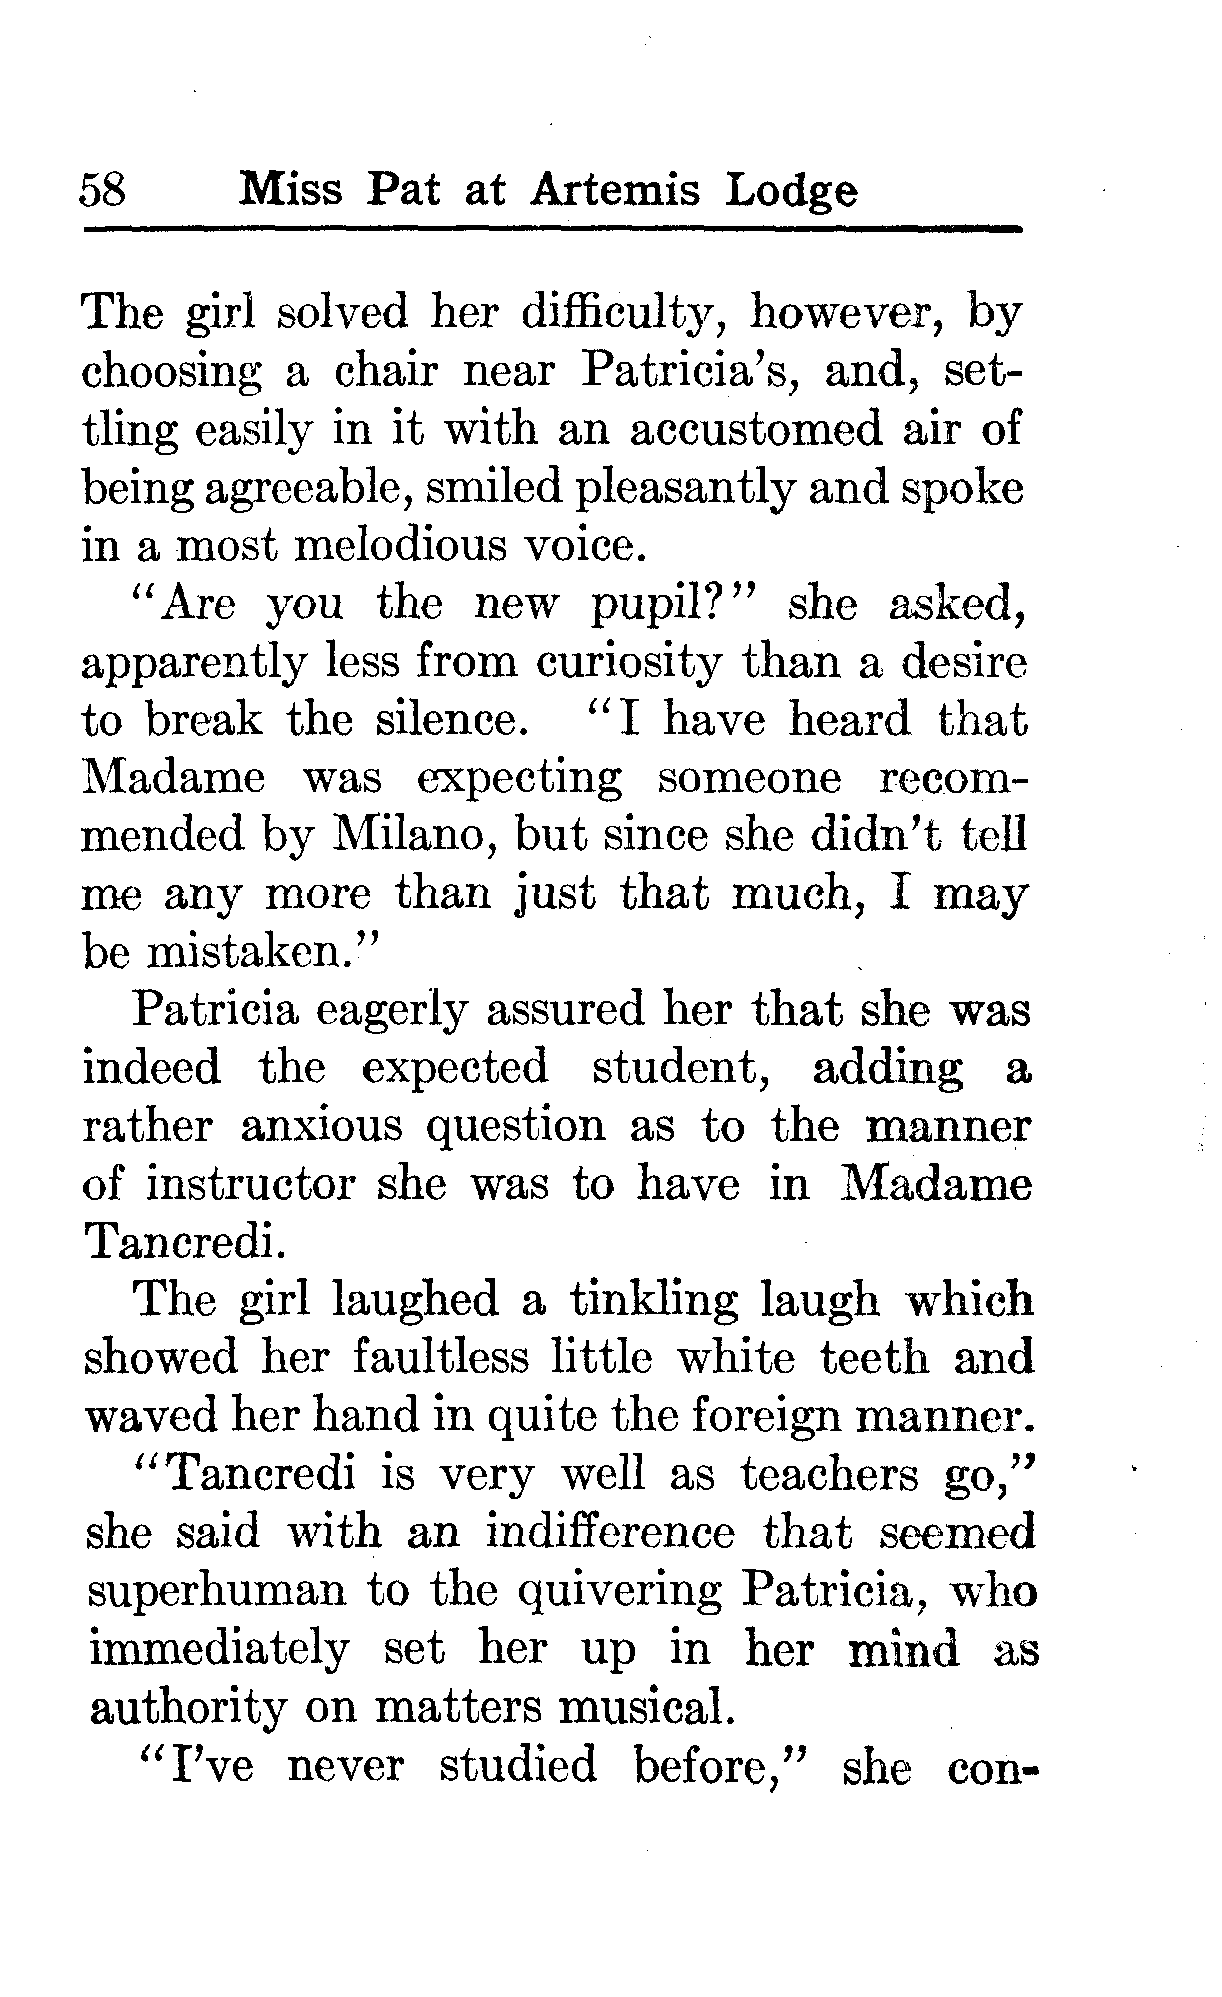 58 Miss Pat at Artemis Lodge
The girl solved her difficulty, however, by
choosing a chair near Patricia's, and, set-
tling easily in it with an accustomed air of
being agreeable, smiled pleasantly and spoke
in a most melodious voice.
"Are you the new pupil?" she asked,
apparently less from curiosity than a desire
to break the silence. "I have heard that
Madame was expecting someone recom-
mended by Milano, but since she didn't tell
me any more than just that much, I may
be mistaken."
Patricia eagerly assured her that she was
indeed the expected student, adding a
rather anxious question as to the manner
of instructor she was to have in Madame
Tancredi.
The girl laughed a tinkling laugh which
showed her faultless little white teeth and
waved her hand in quite the foreign manner.
"Tancredi is very well as teachers go,"
she said with an indifference that seemed
superhuman to the quivering Patricia, who
immediately set her up in her mind as
authority on matters musical.
"I've never studied before," she con-